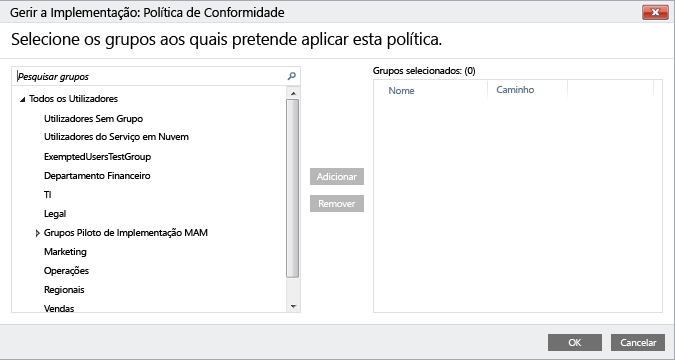 Gerir a Implementação: Política de Conformidade
Selecione os grupos aos quais pretende aplicar esta política.
Pesquisar grupos
Todos os Utilizadores
Utilizadores Sem Grupo
Utilizadores do Serviço em Nuvem
ExemptedUsersTestGroup
Departamento Financeiro
TI
Legal
Grupos Piloto de Implementação MAM
Marketing
Operações
Regionais
Vendas
Adicionar
Remover
Grupos selecionados: (0)
Nome Caminho
OK Cancelar